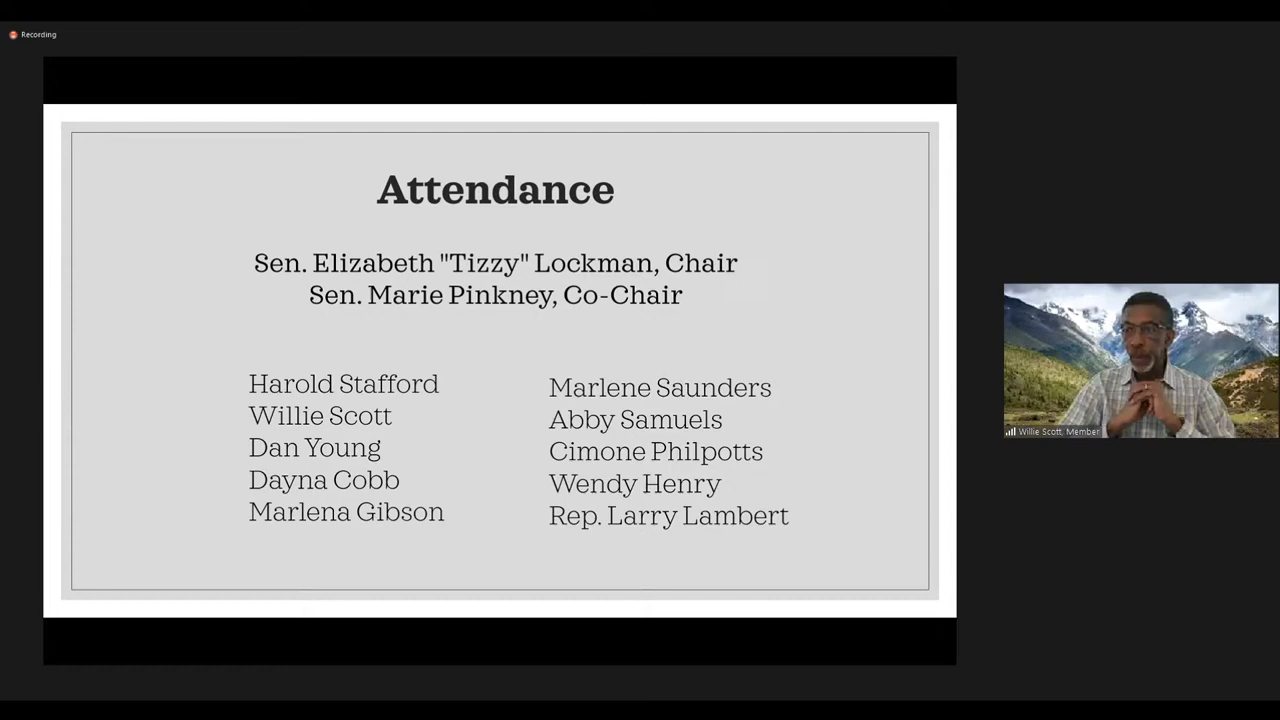 Recording
Attendance
Sen. Elizabeth "Tizzy" Lockman, Chair
Sen. Marie Pinkney, Co-Chair
Harold Stafford
Willie Scott
Dan Young
Dayna Cobb
Marlena Gibson
Marlene Saunders
Abby Samuels
Cimone Philpotts
Wendy Henry
Rep. Larry Lambert
Willie Scott, Member